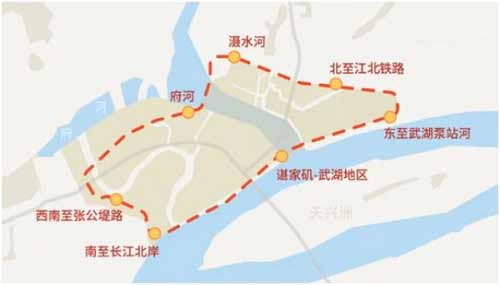 滠水河
北至江北铁路
府河
府
河
东至武湖泵站河
谌家矶-武湖地区
西南至张公堤路
天兴洲
南至长江北岸